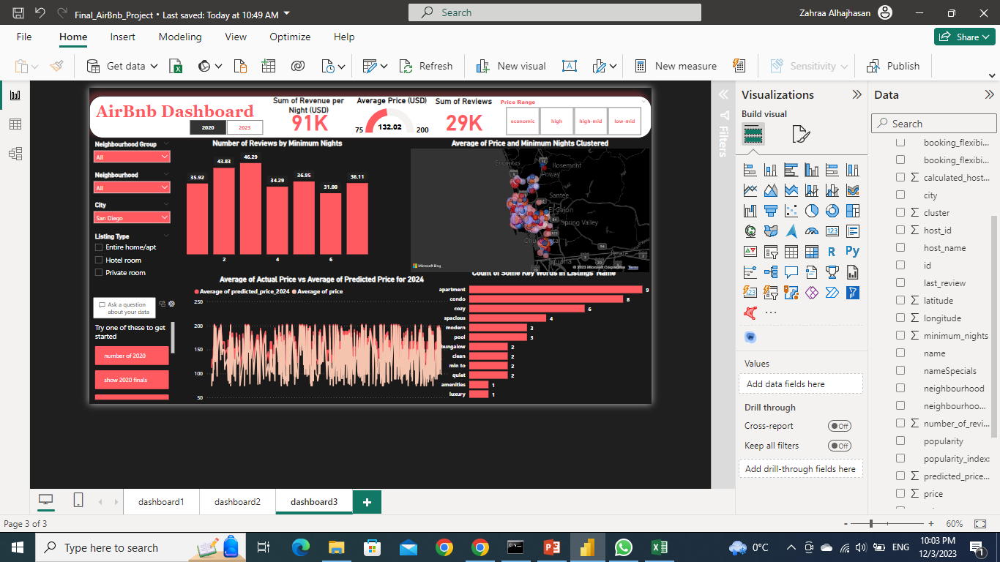 Final_AirBnb_Project • Last saved: Today at 10:49 AM
Search
Zahraa Alhajhasan
File
Home
Insert
Modeling
View
Optimize
Help
Share
Get data
Refresh
New visual
New measure
Sensitivity
Publish
AirBnb Dashboard
2020
2023
Sum of Revenue per
Night (USD)
91K
Average Price (USD)
75
132.02
200
Sum of Reviews
29K
Price Range
economic
high
high-mid
low-mid
Neighbourhood Group
All
Neighbourhood
All
City
San Diego
Listing Type
Entire home/apt
Hotel room
Private room
Number of Reviews by Minimum Nights
35.92
43.83
46.29
34.29
36.95
31.00
36.11
2
4
6
Average of Price and Minimum Nights Clustered
Encinitas
Rosemont
Poway
Santee
El Cajon
Spring Valley
Microsoft Bing
© 2023 Microsoft Corporation
Terms
Ask a question
about your data
Try one of these to get
started
number of 2020
show 2020 finals
Average of Actual Price vs Average of Predicted Price for 2024
Average of predicted_price_2024
Average of price
250
200
150
100
50
Count of Some Key Words in Listings' Name
apartment
9
condo
8
cozy
6
spacious
4
modern
3
pool
3
bungalow
2
clean
2
min to
2
quiet
2
amenities
1
luxury
1
Filters
Visualizations
Build visual
123
R
Py
123
Values
Add data fields here
Drill through
Cross-report
Off
Keep all filters
Off
Add drill-through fields here
Data
Search
booking_flexibi...
booking_flexibi...
calculated_host...
city
cluster
host_id
host_name
id
last_review
latitude
longitude
minimum_nights
name
nameSpecials
neighbourhood
neighbourhoo...
number_of_revi...
popularity
popularity_index:
predicted_price...
price
dashboard1
dashboard2
dashboard3
Page 3 of 3
60%
Type here to search
0°C
ENG
10:03 PM
12/3/2023
1